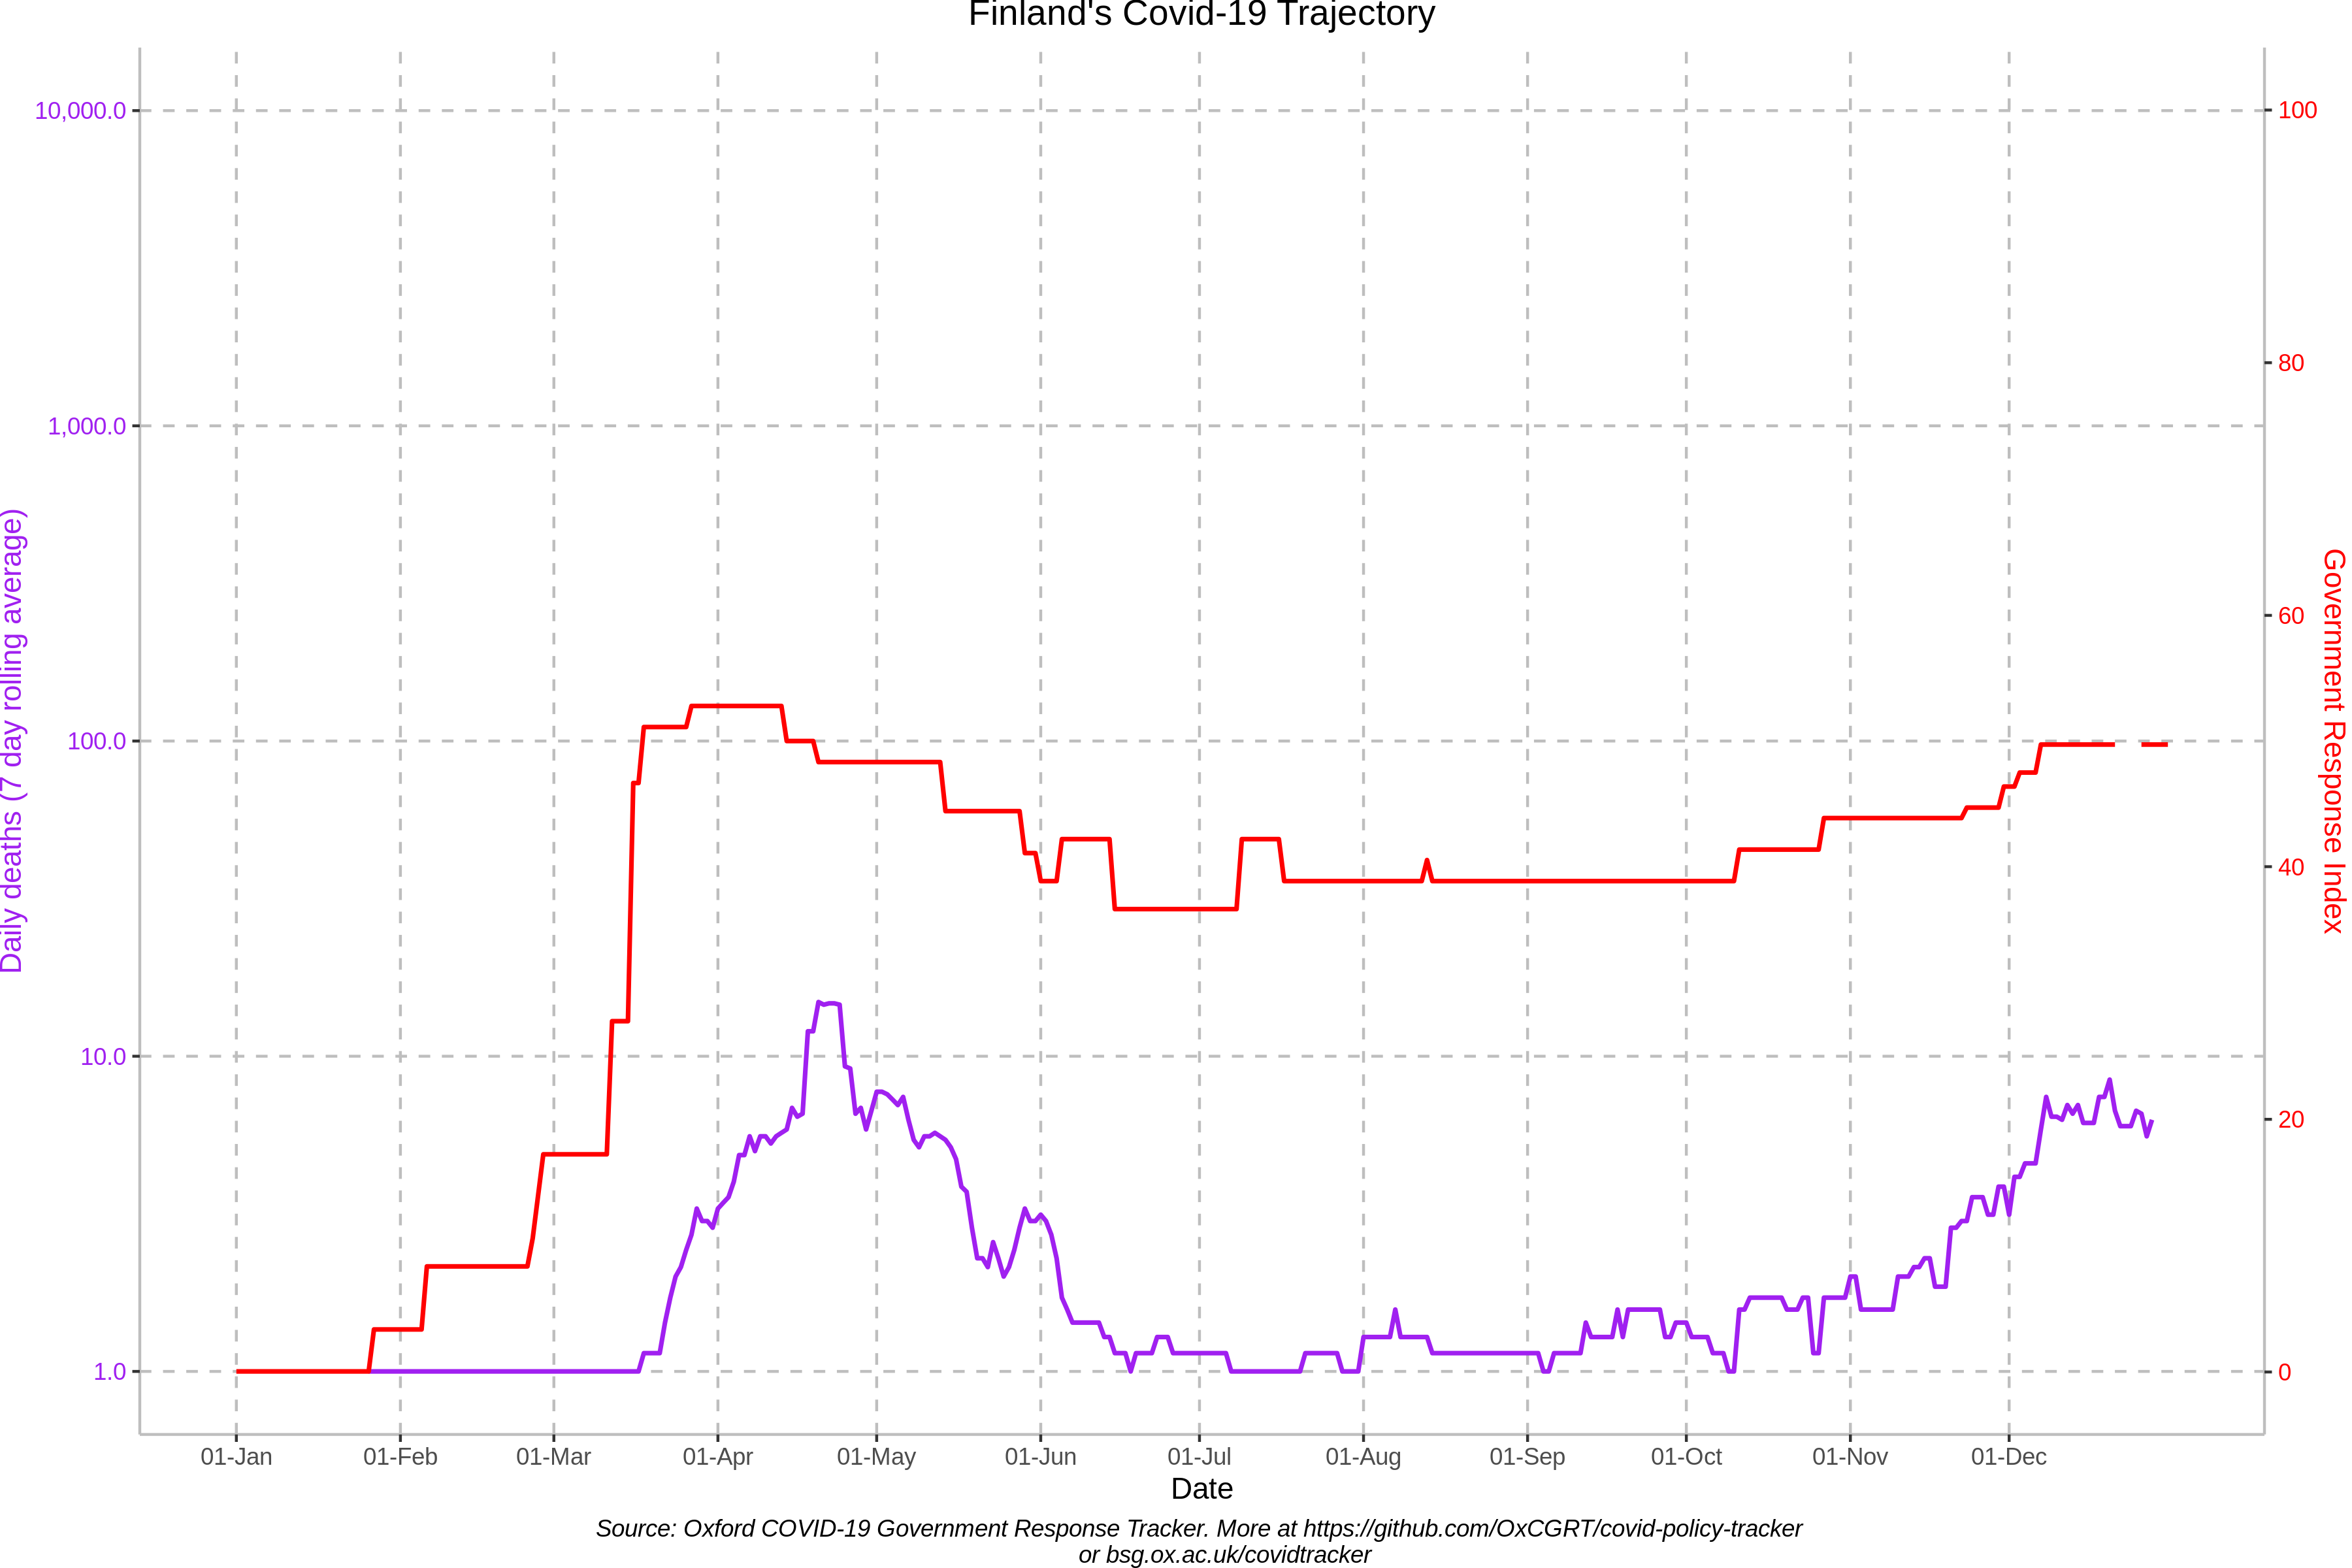 Finland's Covid-19 Trajectory
10,000.0
1,000.0
100.0
10.0
1.0
Daily deaths (7 day rolling average)
100
80
60
40
20
0
Government Response Index
01-Jan
01-Feb
01-Mar
01-Apr
01-May
01-Jun
01-Jul
01-Aug
01-Sep
01-Oct
01-Nov
01-Dec
Date
Source: Oxford COVID-19 Government Response Tracker. More at https://github.com/OxCGRT/covid-policy-tracker
or bsg.ox.ac.uk/covidtracker